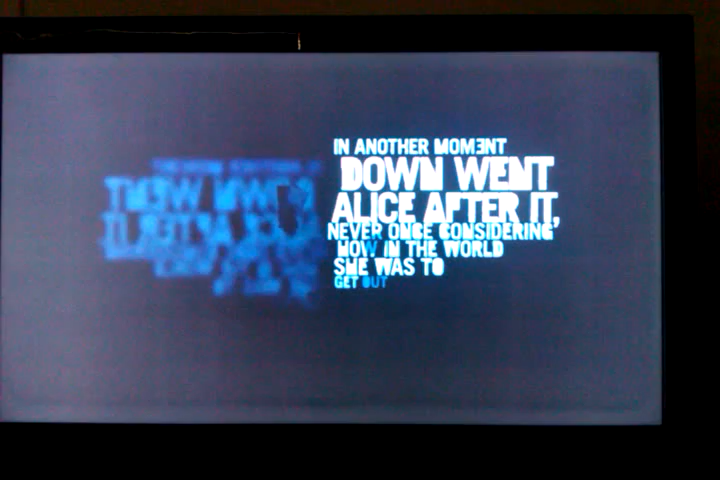 IN ANOTHER MOMENT
DOWN WENT
ALICE AFTER IT,
NEVER ONCE CONSIDERING
HOW IN THE WORLD
SHE WAS TO
GET OUT